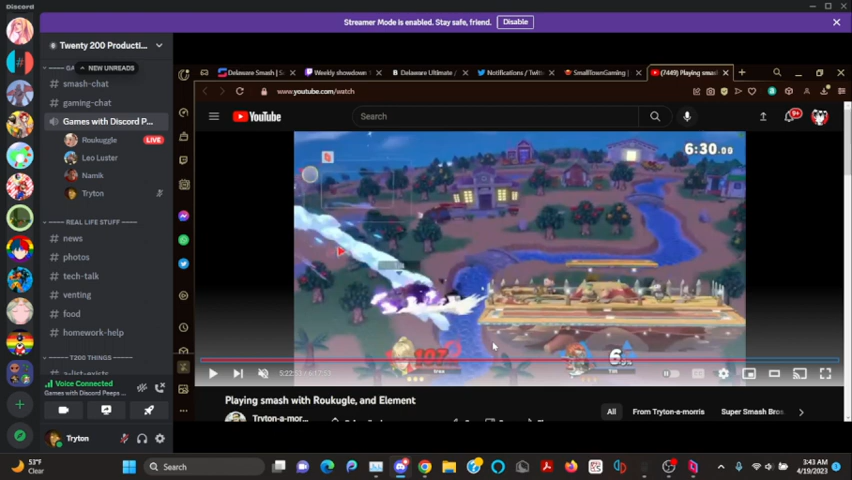 Discord
Streamer Mode is enabled. Stay safe, friend.
Disable
Twenty 200 Producti...
NEW UNREADS
# smash-chat
# gaming-chat
Games with Discord P...
Roukuggle
LIVE
Leo Luster
Namik
Tryton
---- REAL LIFE STUFF ----
# news
# photos
# tech-talk
# venting
# food
# homework-help
---- T200 THINGS
Voice Connected
Games with Discord Peeps
Tryton
Delaware Smash | S
Weekly showdown
Delaware Ultimate /
Notifications / Twitt
SmallTownGaming |
(7449) Playing smas
www.youtube.com/watch
YouTube
Search
9+
6:30.00
107
Playing smash with Roukugle, and Element
Tryton-a-mor...
All
From Tryton-a-morris
Super Smash Bros.
53°F
Clear
Search
3:43 AM
4/19/2023